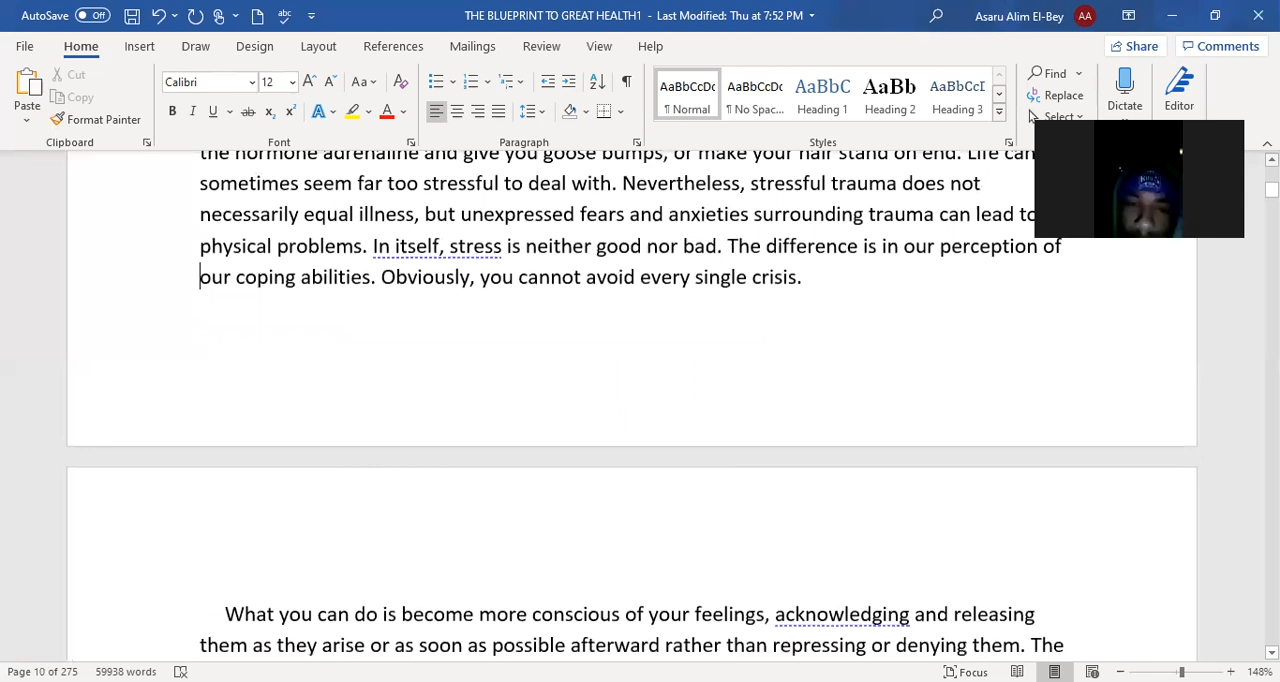 AutoSave Off THE BLUEPRINT TO GREAT HEALTH1 - Last Modified: Thu at 7:52 PM Asaru Alim El-Bey AA
File Home Insert Draw Design Layout References Mailings Review View Help Share Comments
Paste Cut Copy Format Painter Clipboard
Calibri 12 Font
Paragraph
AaBbCcDc ¶ Normal AaBbCcDc ¶ No Spac... AaBbC Heading 1 AaBb Heading 2 AaBbCcI Heading 3 Styles
Find Replace Select Dictate Editor
the hormone adrenaline and give you goose bumps, or make your hair stand on end. Life can
sometimes seem far too stressful to deal with. Nevertheless, stressful trauma does not
necessarily equal illness, but unexpressed fears and anxieties surrounding trauma can lead to
physical problems. In itself, stress is neither good nor bad. The difference is in our perception of
our coping abilities. Obviously, you cannot avoid every single crisis.
What you can do is become more conscious of your feelings, acknowledging and releasing
them as they arise or as soon as possible afterward rather than repressing or denying them. The
Page 10 of 275 59938 words Focus 148%